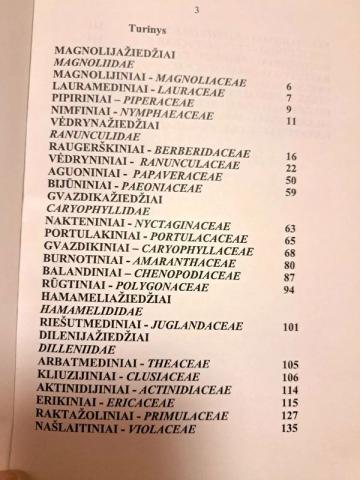 3
Turinys
MAGNOLIJAŽIEDŽIAI
MAGNOLIIDAE
MAGNOLIJINIAI - MAGNOLIACEAE 6
LAURAMEDINIAI - LAURACEAE 7
PIPIRINIAI – PIPERACEAE 9
NIMFINIAI - NYMPHAEACEAE 11
VĖDRYNAŽIEDŽIAI
RANUNCULIDAE
RAUGERŠKINIAI - BERBERIDACEAE 16
VĖDRYNINIAI - RANUNCULACEAE 22
AGUONINIAI - PAPAVERACEAE 50
BIJŪNINIAI - PAEONIACEAE 59
GVAZDIKAŽIEDŽIAI
CARYOPHYLLIDAE
NAKTENINIAI - NYCTAGINACEAE 63
PORTULAKINIAI - PORTULACACEAE 65
GVAZDIKINIAI – CARYOPHYLLACEAE 68
BURNOTINIAI - AMARANTHACEAE 80
BALANDINIAI – CHENOPODIACEAE 87
RŪGTINIAI - POLYGONACEAE 94
HAMAMELIAŽIEDŽIAI
HAMAMELIDIDAE
RIEŠUTMEDINIAI - JUGLANDACEAE 101
DILENIJAŽIEDŽIAI
DILLENIIDAE
ARBATMEDINIAI - THEACEAE 105
KLIUZIJINIAI - CLUSIACEAE 106
AKTINIDIJINIAI - ACTINIDIACEAE 114
ERIKINIAI - ERICACEAE 115
RAKTAŽOLINIAI - PRIMULACEAE 127
NAŠLAITINIAI - VIOLACEAE 135